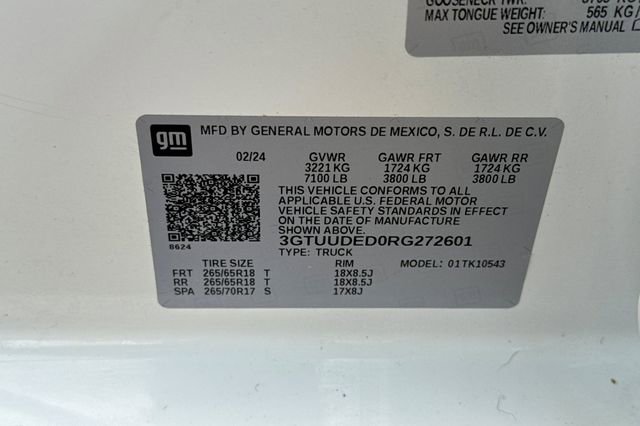 MAX TONGUE WEIGHT: 565 KG/
SEE OWNER'S MANUAL
gm
MFD BY GENERAL MOTORS DE MEXICO, S. DE R.L. DE C.V.
02/24 GVWR GAWR FRT GAWR RR
3221 KG 1724 KG 1724 KG
7100 LB 3800 LB 3800 LB
THIS VEHICLE CONFORMS TO ALL
APPLICABLE U.S. FEDERAL MOTOR
VEHICLE SAFETY STANDARDS IN EFFECT
ON THE DATE OF MANUFACTURE
SHOWN ABOVE.
8624 3GTUUDED0RG272601
TYPE: TRUCK MODEL: 01TK10543
TIRE SIZE RIM
FRT 265/65R18 T 18X8.5J
RR 265/65R18 T 18X8.5J
SPA 265/70R17 S 17X8J